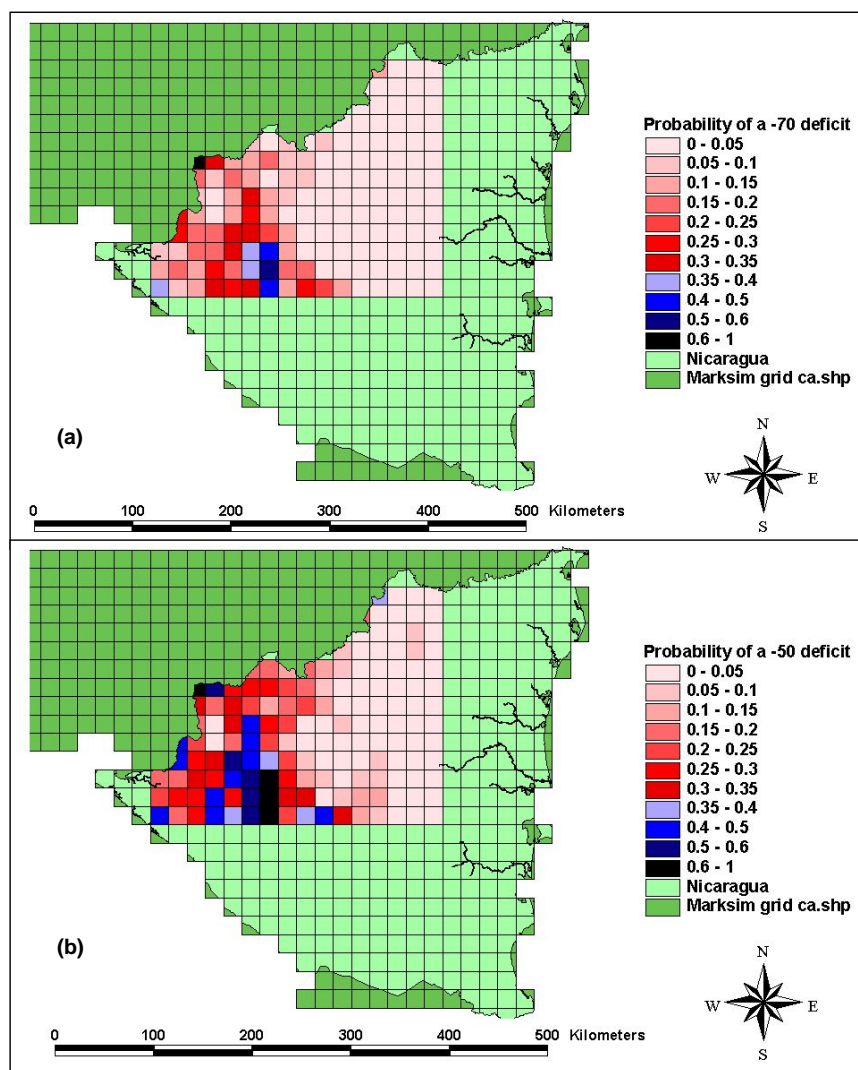 Probability of a -70 deficit
0 - 0.05
0.05 - 0.1
0.1 - 0.15
0.15 - 0.2
0.2 - 0.25
0.25 - 0.3
0.3 - 0.35
0.35 - 0.4
0.4 - 0.5
0.5 - 0.6
0.6 - 1
Nicaragua
Marksim grid ca.shp
(a)
N
W E
S
0 100 200 300 400 500 Kilometers
Probability of a -50 deficit
0 - 0.05
0.05 - 0.1
0.1 - 0.15
0.15 - 0.2
0.2 - 0.25
0.25 - 0.3
0.3 - 0.35
0.35 - 0.4
0.4 - 0.5
0.5 - 0.6
0.6 - 1
Nicaragua
Marksim grid ca.shp
(b)
N
W E
S
0 100 200 300 400 500 Kilometers